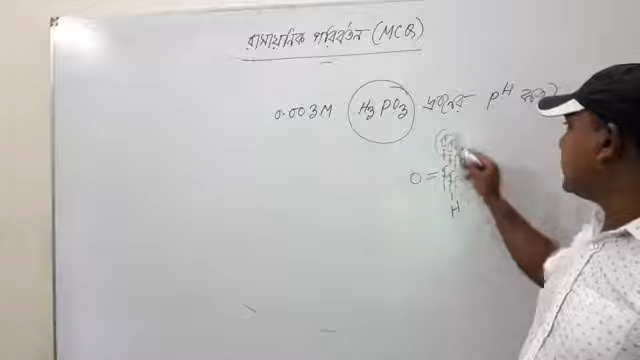 রাসায়নিক পরিবর্তন (MCQ)
0.003M H3PO3 দ্রবণের pH কত?
O=
H